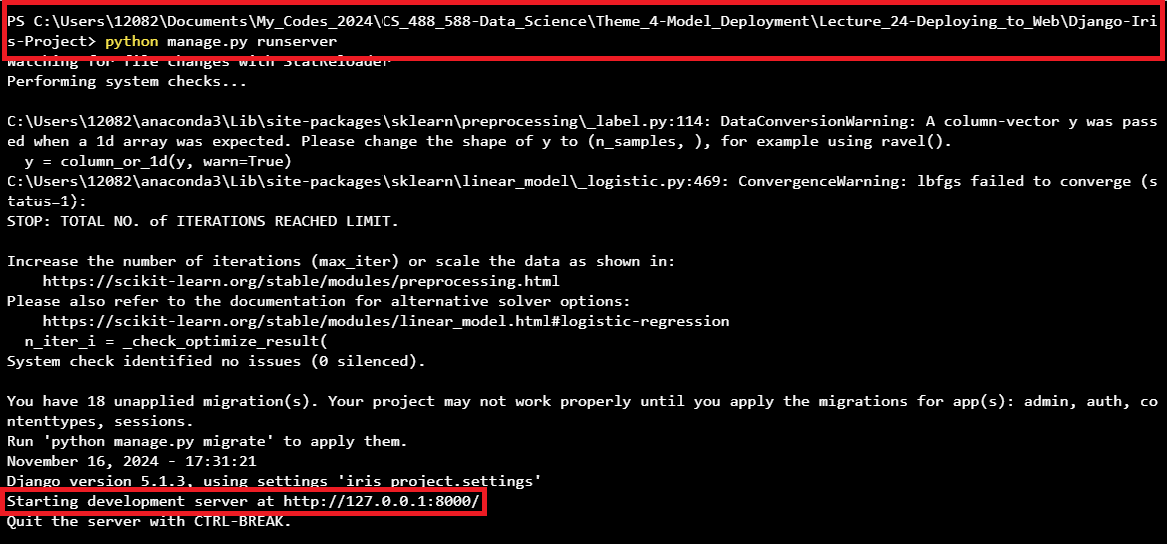 PS C:\Users\12082\Documents\My_Codes_2024\CS_488_588-Data_Science\Theme_4-Model_Deployment\Lecture_24-Deploying_to_Web\Django-Iri
s-Project> python manage.py runserver
Watching for file changes with StatReloader
Performing system checks...
C:\Users\12082\anaconda3\Lib\site-packages\sklearn\preprocessing\_label.py:114: DataConversionWarning: A column-vector y was pass
ed when a 1d array was expected. Please change the shape of y to (n_samples, ), for example using ravel().
  y = column_or_1d(y, warn=True)
C:\Users\12082\anaconda3\Lib\site-packages\sklearn\linear_model\_logistic.py:469: ConvergenceWarning: lbfgs failed to converge (s
tatus=1):
STOP: TOTAL NO. of ITERATIONS REACHED LIMIT.
Increase the number of iterations (max_iter) or scale the data as shown in:
    https://scikit-learn.org/stable/modules/preprocessing.html
Please also refer to the documentation for alternative solver options:
    https://scikit-learn.org/stable/modules/linear_model.html#logistic-regression
  n_iter_i = _check_optimize_result(
System check identified no issues (0 silenced).
You have 18 unapplied migration(s). Your project may not work properly until you apply the migrations for app(s): admin, auth, co
ntenttypes, sessions.
Run 'python manage.py migrate' to apply them.
November 16, 2024 - 17:31:21
Django version 5.1.3, using settings 'iris_project.settings'
Starting development server at http://127.0.0.1:8000/
Quit the server with CTRL-BREAK.